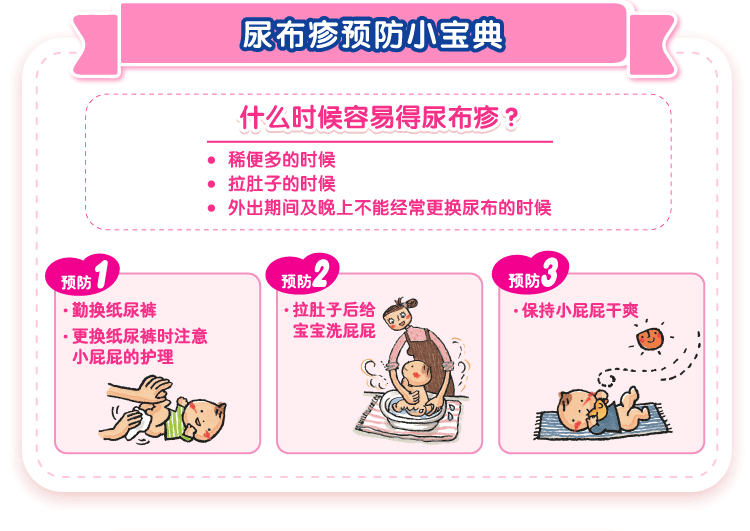 尿布疹预防小宝典
什么时候容易得尿布疹？
• 稀便多的时候
• 拉肚子的时候
• 外出期间及晚上不能经常更换尿布的时候
预防1
· 勤换纸尿裤
· 更换纸尿裤时注意
小屁屁的护理
预防2
· 拉肚子后给
宝宝洗屁屁
预防3
· 保持小屁屁干爽